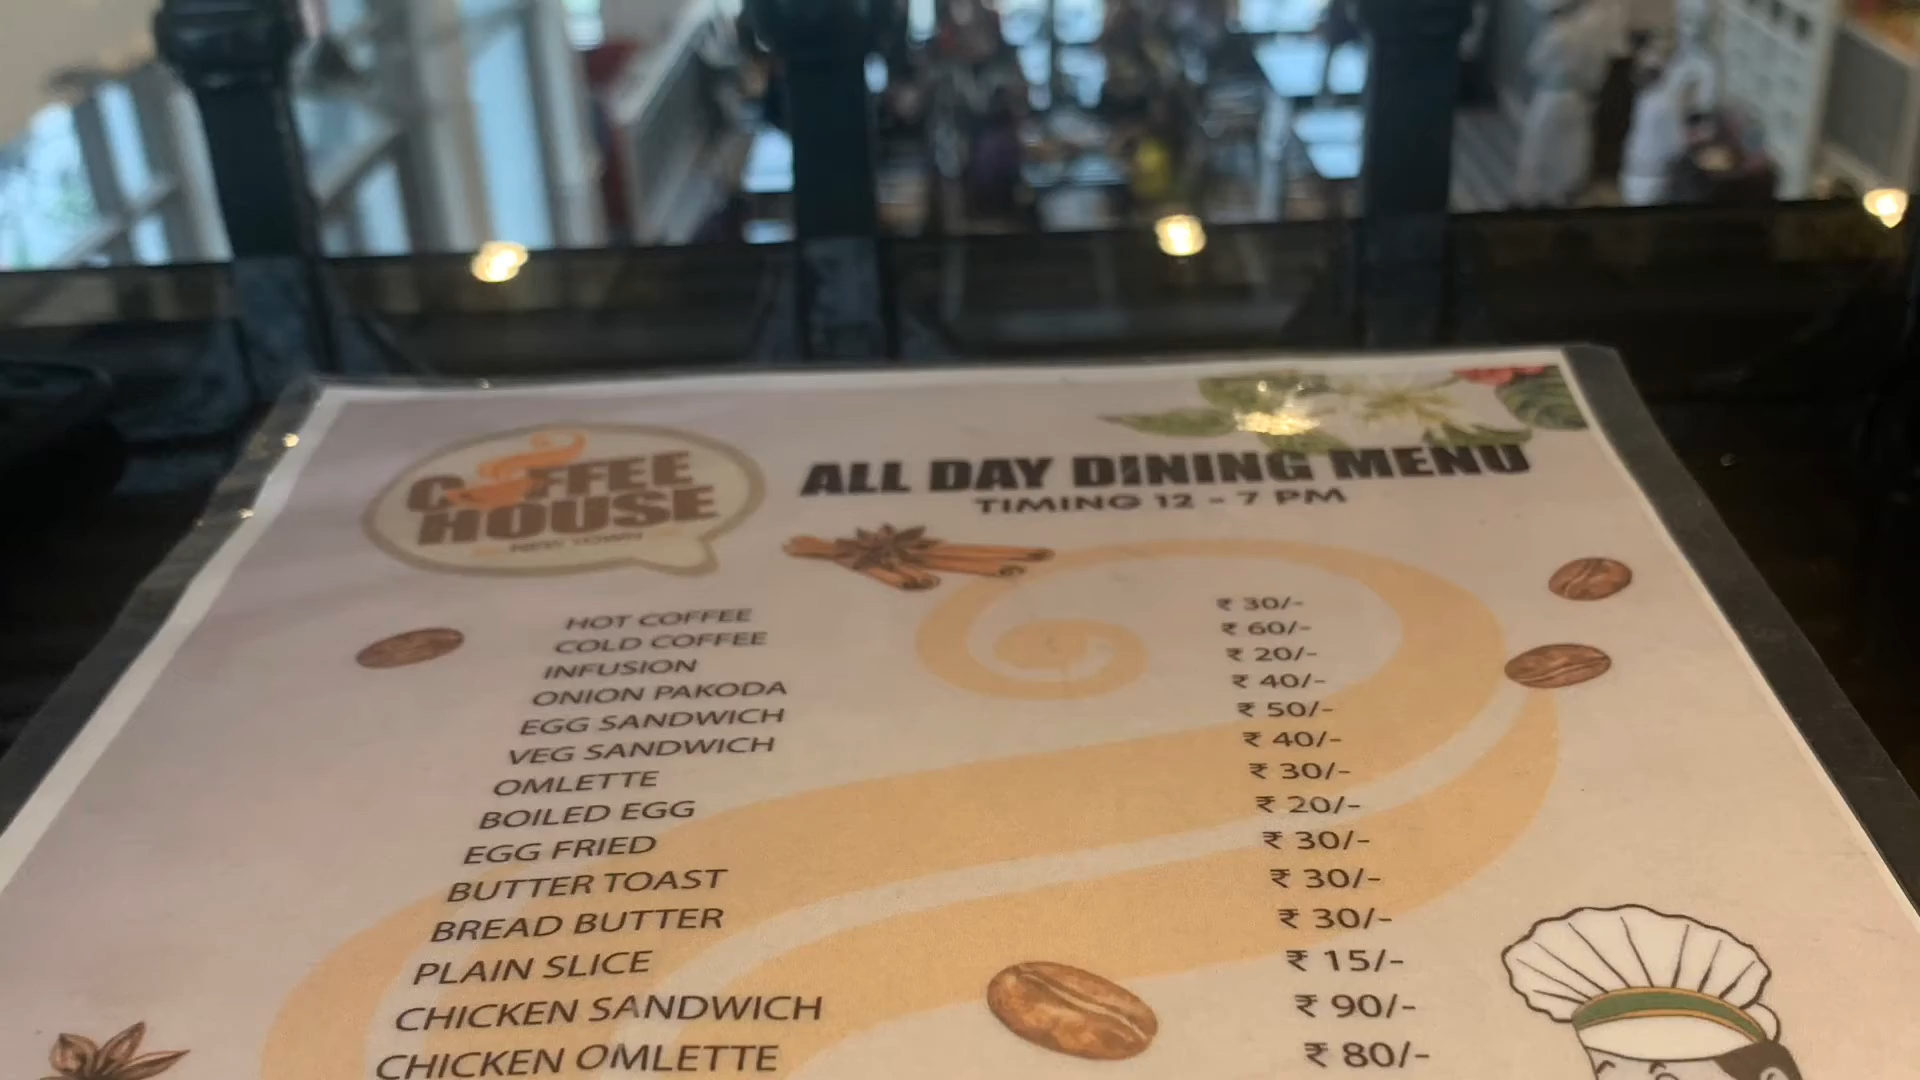 COFFEE
HOUSE
NEW TOWN
ALL DAY DINING MENU
TIMING 12 - 7 PM
HOT COFFEE ₹ 30/-
COLD COFFEE ₹ 60/-
INFUSION ₹ 20/-
ONION PAKODA ₹ 40/-
EGG SANDWICH ₹ 50/-
VEG SANDWICH ₹ 40/-
OMLETTE ₹ 30/-
BOILED EGG ₹ 20/-
EGG FRIED ₹ 30/-
BUTTER TOAST ₹ 30/-
BREAD BUTTER ₹ 30/-
PLAIN SLICE ₹ 15/-
CHICKEN SANDWICH ₹ 90/-
CHICKEN OMLETTE ₹ 80/-